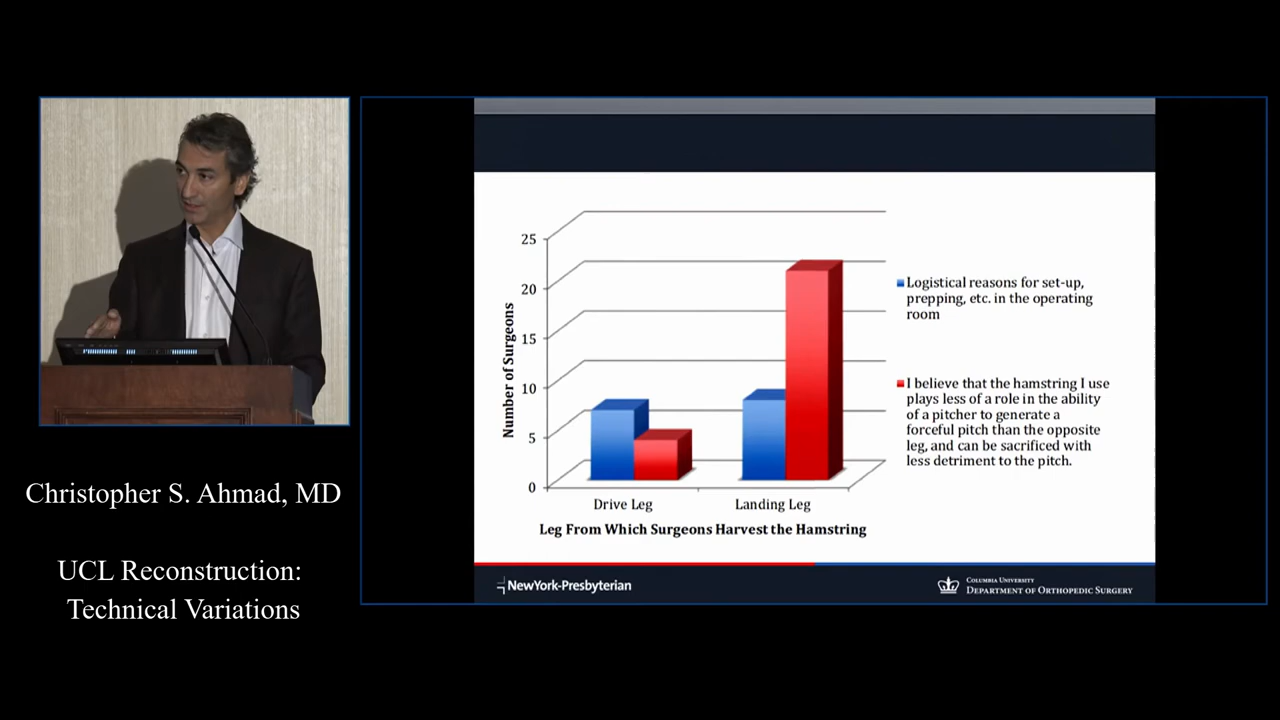 Christopher S. Ahmad, MD
UCL Reconstruction:
Technical Variations
Number of Surgeons
25
20
15
10
5
0
Drive Leg
Landing Leg
Leg From Which Surgeons Harvest the Hamstring
Logistical reasons for set-up,
prepping, etc. in the operating
room
I believe that the hamstring I use
plays less of a role in the ability
of a pitcher to generate a
forceful pitch than the opposite
leg, and can be sacrificed with
less detriment to the pitch.
NewYork-Presbyterian
Columbia University
Department of Orthopedic Surgery